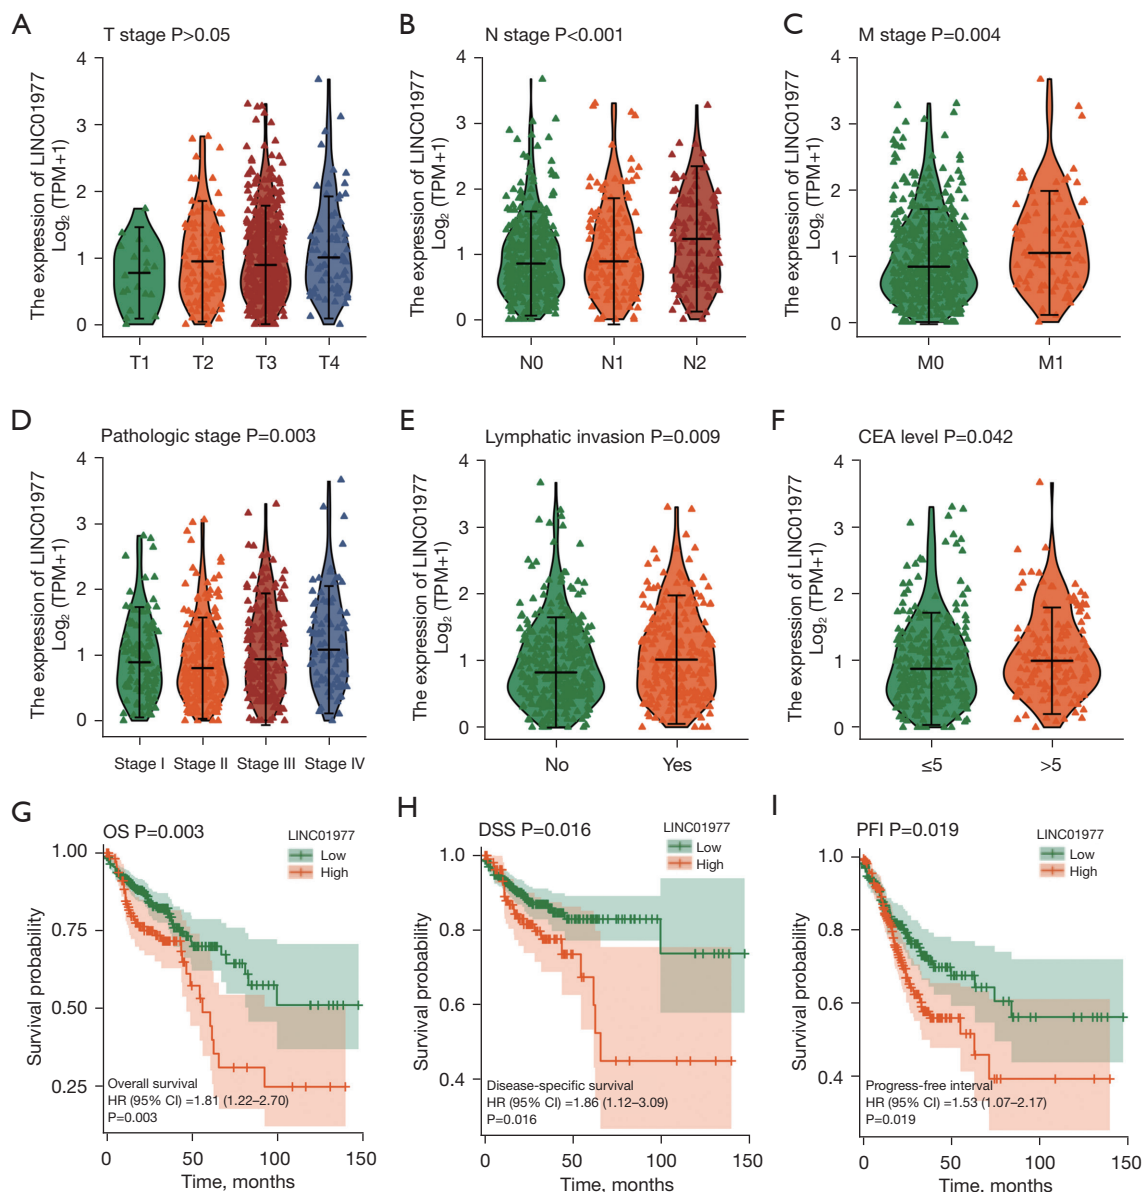 A
T stage P>0.05
The expression of LINC01977
Log₂ (TPM+1)
4
3
2
1
0
T1 T2 T3 T4
B
N stage P<0.001
The expression of LINC01977
Log₂ (TPM+1)
4
3
2
1
0
N0 N1 N2
C
M stage P=0.004
The expression of LINC01977
Log₂ (TPM+1)
4
3
2
1
0
M0 M1
D
Pathologic stage P=0.003
The expression of LINC01977
Log₂ (TPM+1)
4
3
2
1
0
Stage I Stage II Stage III Stage IV
E
Lymphatic invasion P=0.009
The expression of LINC01977
Log₂ (TPM+1)
4
3
2
1
0
No Yes
F
CEA level P=0.042
The expression of LINC01977
Log₂ (TPM+1)
4
3
2
1
0
≤5 >5
G
OS P=0.003
LINC01977
Low
High
Survival probability
1.00
0.75
0.50
0.25
Overall survival
HR (95% CI) =1.81 (1.22–2.70)
P=0.003
0 50 100 150
Time, months
H
DSS P=0.016
LINC01977
Low
High
Survival probability
1.0
0.8
0.6
0.4
Disease-specific survival
HR (95% CI) =1.86 (1.12–3.09)
P=0.016
0 50 100 150
Time, months
I
PFI P=0.019
LINC01977
Low
High
Survival probability
1.0
0.8
0.6
0.4
Progress-free interval
HR (95% CI) =1.53 (1.07–2.17)
P=0.019
0 50 100 150
Time, months